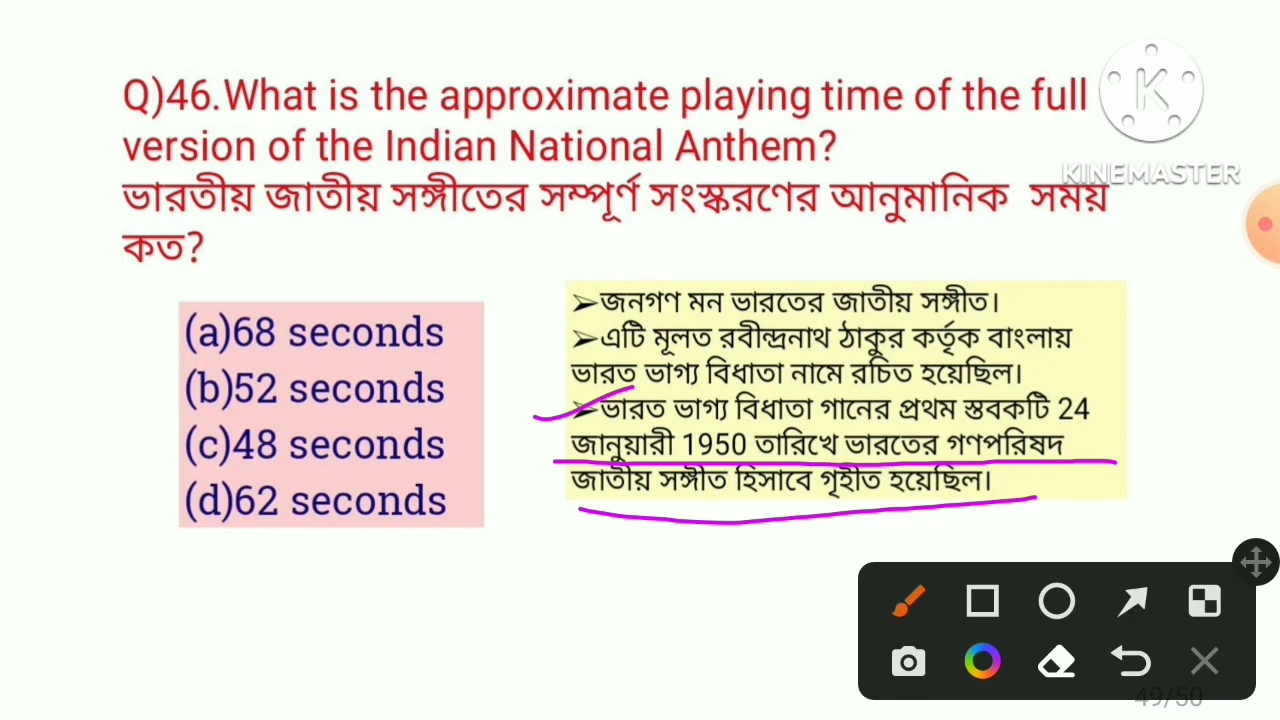 Q)46.What is the approximate playing time of the full
version of the Indian National Anthem?
ভারতীয় জাতীয় সঙ্গীতের সম্পূর্ণ সংস্করণের আনুমানিক সময়
কত?
KINEMASTER
(a)68 seconds
(b)52 seconds
(c)48 seconds
(d)62 seconds
➢জনগণ মন ভারতের জাতীয় সঙ্গীত।
➢এটি মূলত রবীন্দ্রনাথ ঠাকুর কর্তৃক বাংলায়
ভারত ভাগ্য বিধাতা নামে রচিত হয়েছিল।
➢ভারত ভাগ্য বিধাতা গানের প্রথম স্তবকটি 24
জানুয়ারী 1950 তারিখে ভারতের গণপরিষদ
জাতীয় সঙ্গীত হিসাবে গৃহীত হয়েছিল।
49/50